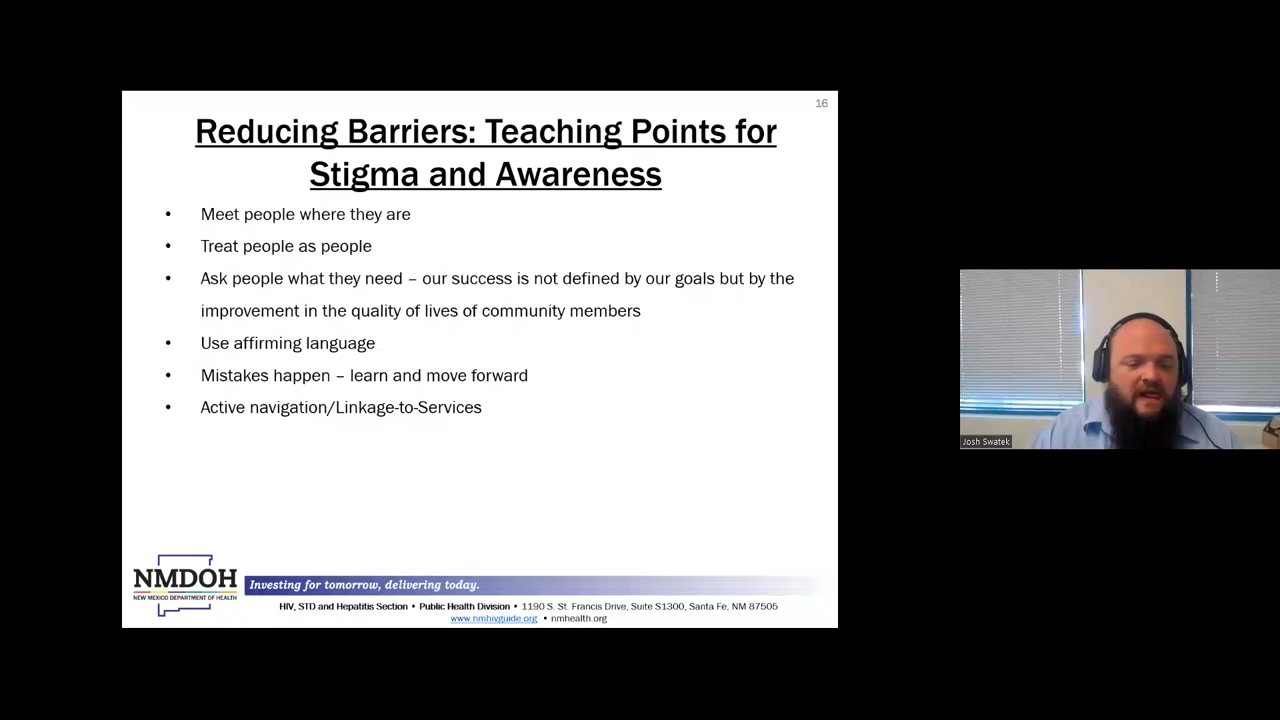 16
Reducing Barriers: Teaching Points for
Stigma and Awareness
• Meet people where they are
• Treat people as people
• Ask people what they need – our success is not defined by our goals but by the
improvement in the quality of lives of community members
• Use affirming language
• Mistakes happen – learn and move forward
• Active navigation/Linkage-to-Services
NMDOH
NEW MEXICO DEPARTMENT OF HEALTH
Investing for tomorrow, delivering today.
HIV, STD and Hepatitis Section • Public Health Division • 1190 S. St. Francis Drive, Suite S1300, Santa Fe, NM 87505
www.nmhivguide.org • nmhealth.org
Josh Swatek